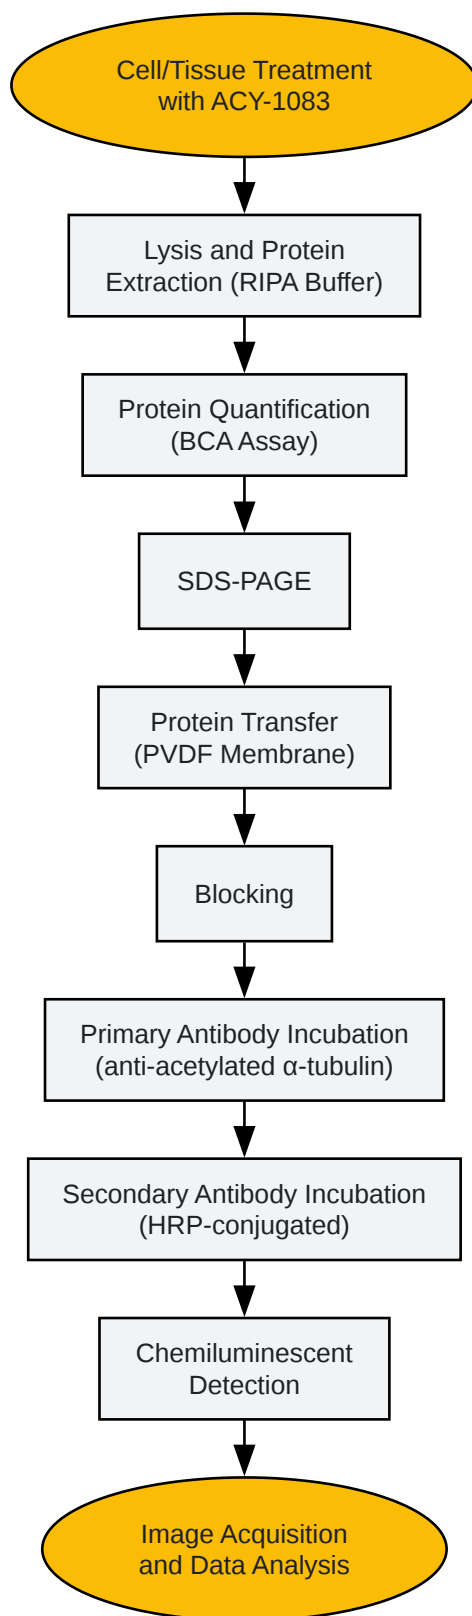 Cell/Tissue Treatment
with ACY-1083
Lysis and Protein
Extraction (RIPA Buffer)
Protein Quantification
(BCA Assay)
SDS-PAGE
Protein Transfer
(PVDF Membrane)
Blocking
Primary Antibody Incubation
(anti-acetylated α-tubulin)
Secondary Antibody Incubation
(HRP-conjugated)
Chemiluminescent
Detection
Image Acquisition
and Data Analysis